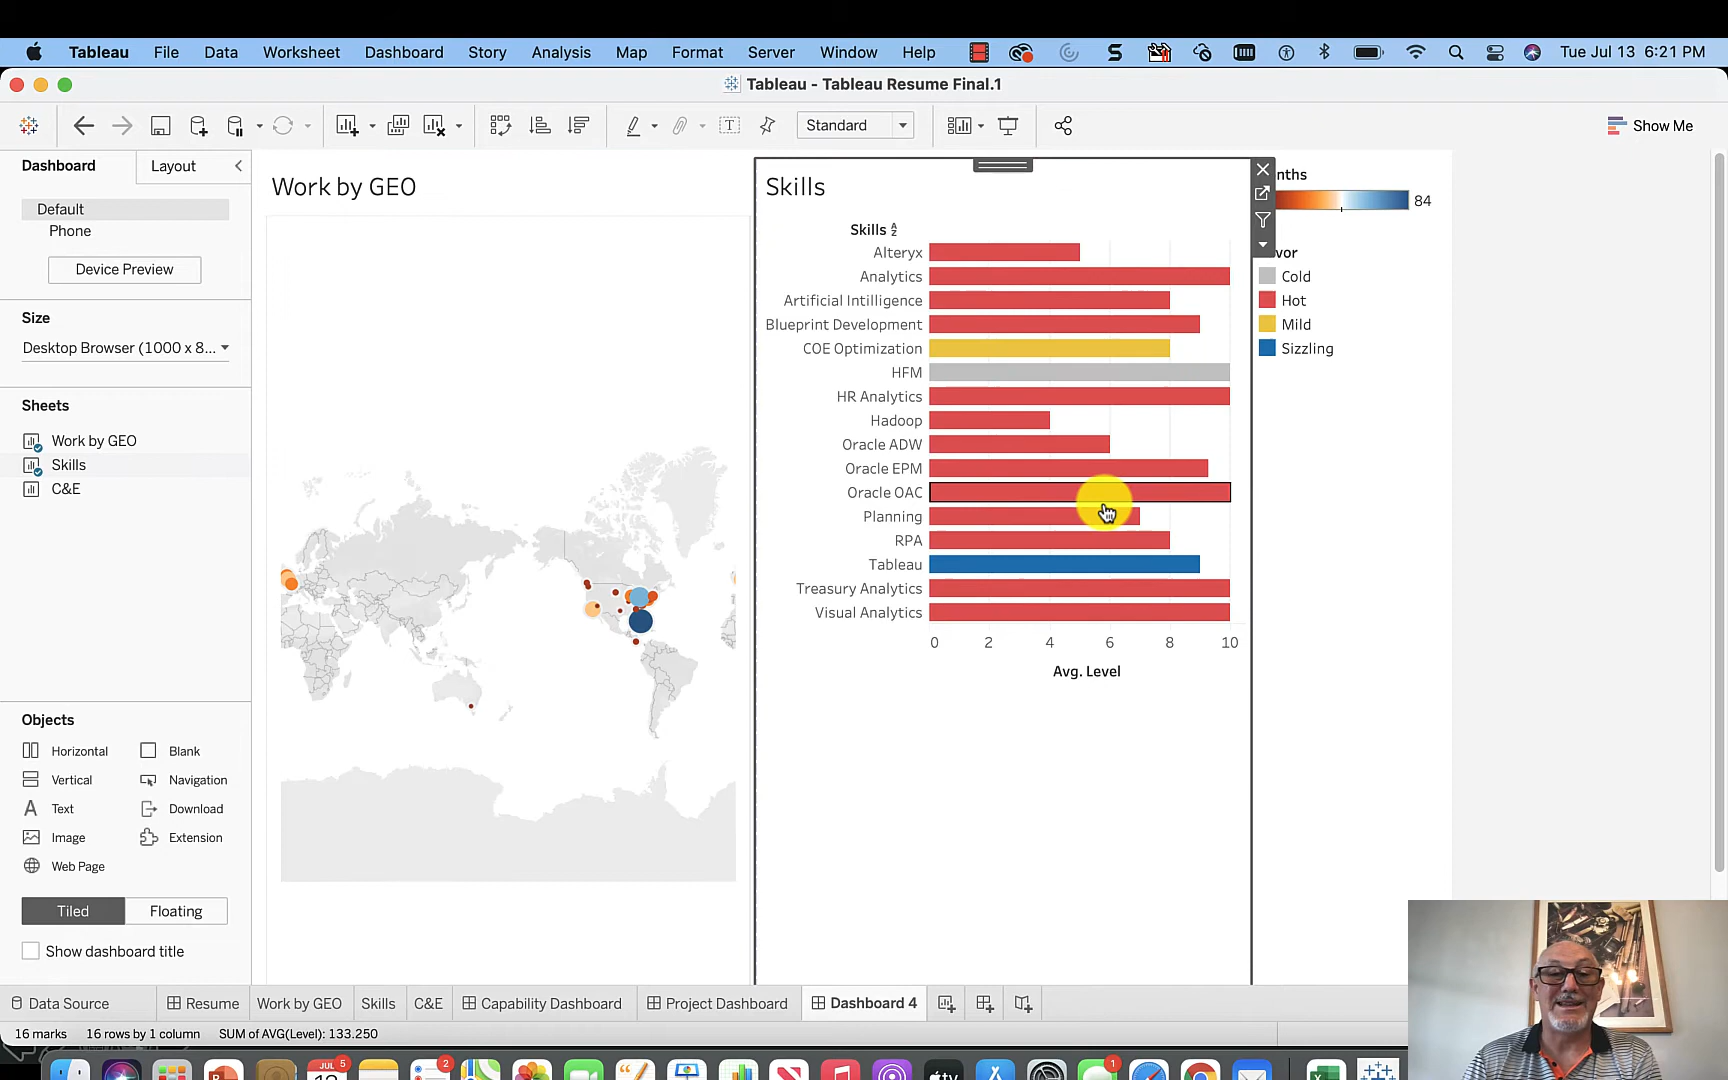 Tableau File Data Worksheet Dashboard Story Analysis Map Format Server Window Help Tue Jul 13 6:21 PM
Tableau - Tableau Resume Final.1
Standard
Show Me
Dashboard Layout
Default
Phone
Device Preview
Size
Desktop Browser (1000 x 8...
Sheets
Work by GEO
Skills
C&E
Objects
Horizontal Blank
Vertical Navigation
Text Download
Image Extension
Web Page
Tiled Floating
Show dashboard title
Work by GEO
Skills
Skills
Alteryx
Analytics
Artificial Intilligence
Blueprint Development
COE Optimization
HFM
HR Analytics
Hadoop
Oracle ADW
Oracle EPM
Oracle OAC
Planning
RPA
Tableau
Treasury Analytics
Visual Analytics
0 2 4 6 8 10
Avg. Level
nths
84
vor
Cold
Hot
Mild
Sizzling
Data Source Resume Work by GEO Skills C&E Capability Dashboard Project Dashboard Dashboard 4
16 marks 16 rows by 1 column SUM of AVG(Level): 133.250
JUL 5 2 1